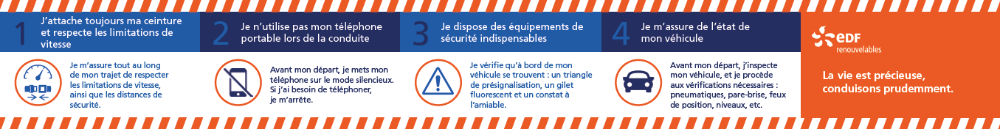 1
J'attache toujours ma ceinture
et respecte les limitations de
vitesse
Je m'assure tout au long
de mon trajet de respecter
les limitations de vitesse,
ainsi que les distances de
sécurité.
2
Je n'utilise pas mon téléphone
portable lors de la conduite
Avant mon départ, je mets mon
téléphone sur le mode silencieux.
Si j'ai besoin de téléphoner,
je m'arrête.
3
Je dispose des équipements de
sécurité indispensables
Je vérifie qu'à bord de mon
véhicule se trouvent : un triangle
de présignalisation, un gilet
fluorescent et un constat à
l'amiable.
4
Je m'assure de l'état de
mon véhicule
Avant mon départ, j'inspecte
mon véhicule, et je procède
aux vérifications nécessaires :
pneumatiques, pare-brise, feux
de position, niveaux, etc.
eDF
renouvelables
La vie est précieuse,
conduisons prudemment.